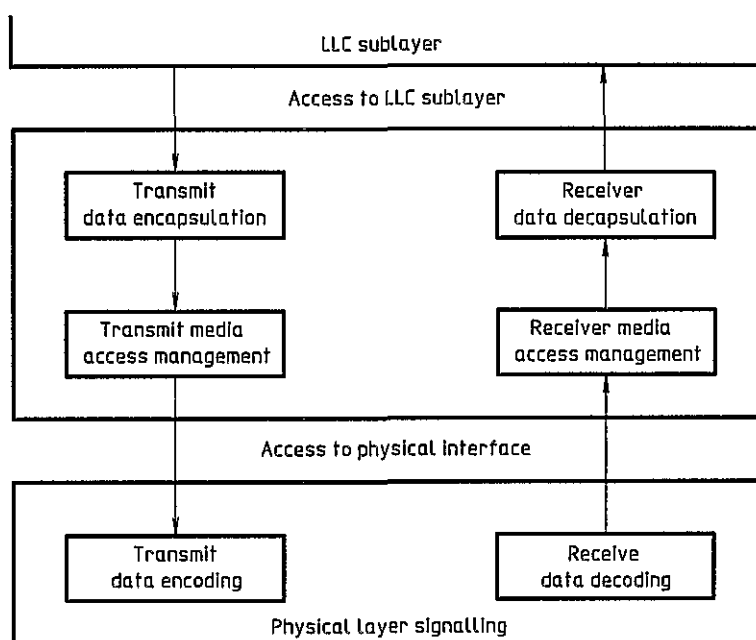 LLC sublayer
Access to LLC sublayer
Transmit
data encapsulation
Receiver
data decapsulation
Transmit media
access management
Receiver media
access management
Access to physical interface
Transmit
data encoding
Receive
data decoding
Physical layer signalling